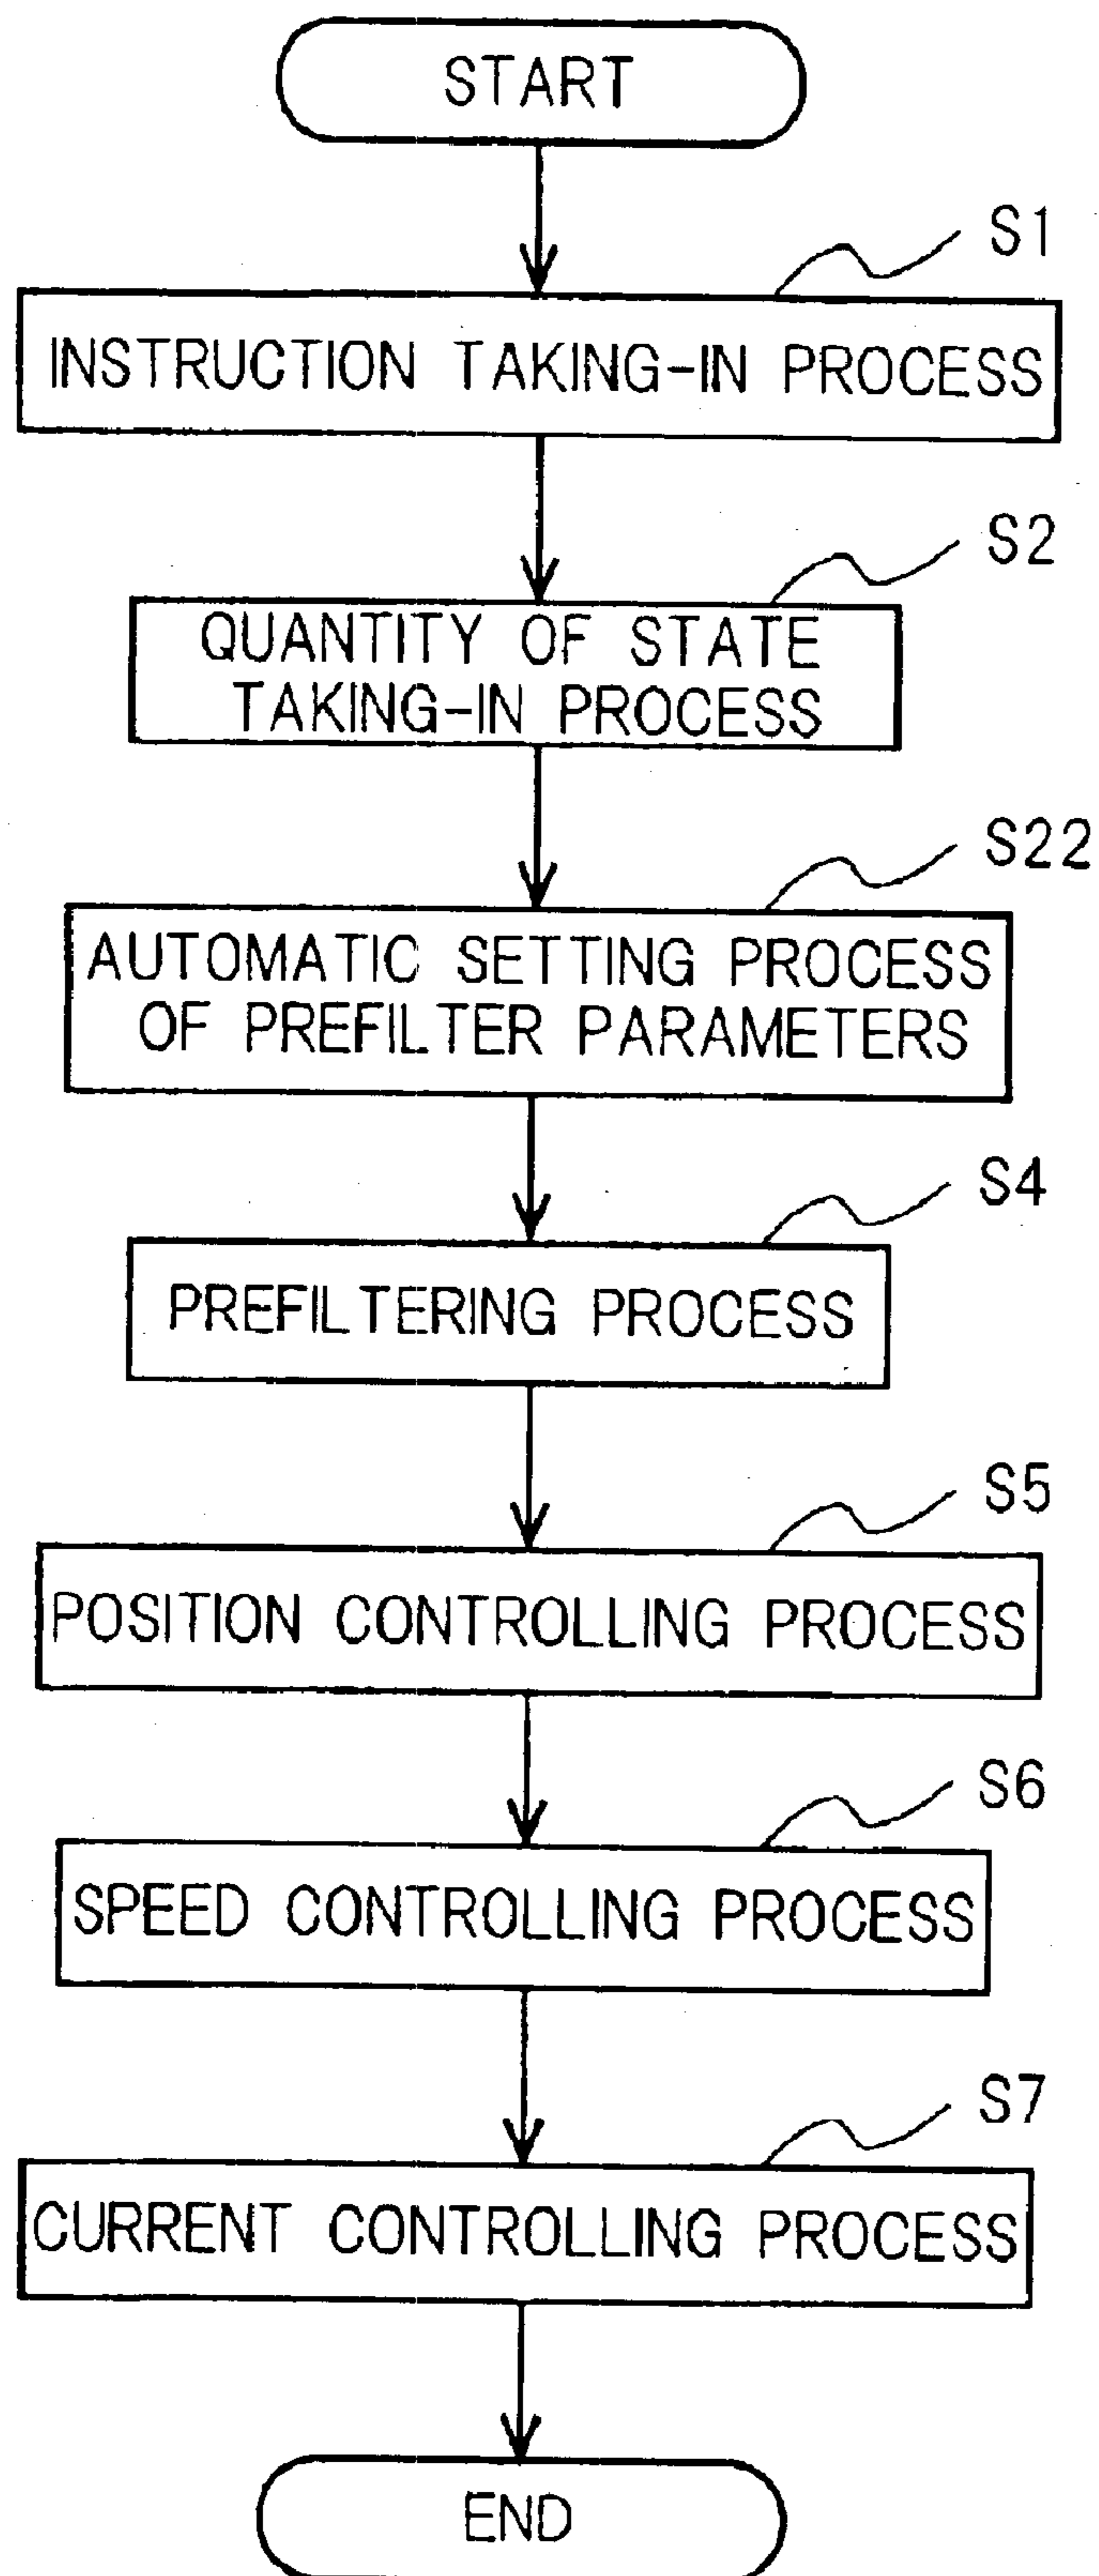 START
S1
INSTRUCTION TAKING-IN PROCESS
S2
QUANTITY OF STATE
TAKING-IN PROCESS
S22
AUTOMATIC SETTING PROCESS
OF PREFILTER PARAMETERS
S4
PREFILTERING PROCESS
S5
POSITION CONTROLLING PROCESS
S6
SPEED CONTROLLING PROCESS
S7
CURRENT CONTROLLING PROCESS
END